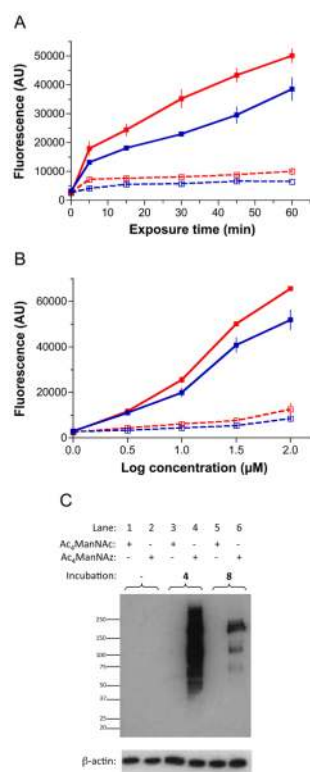 A
Fluorescence (AU)
50000
40000
30000
20000
10000
0
0 10 20 30 40 50 60
Exposure time (min)
B
Fluorescence (AU)
60000
40000
20000
0
0.0 0.5 1.0 1.5 2.0
Log concentration (µM)
C
Lane: 1 2 3 4 5 6
Ac₄ManNAc: + - + - + -
Ac₄ManNAz: - + - + - +
Incubation: - 4 8
250
150
100
75
50
37
25
20
β-actin: